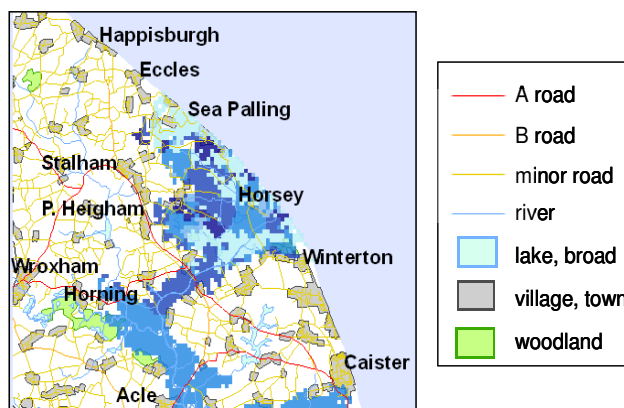 Happisburgh
Eccles
Sea Palling
Stalham
Horsey
P. Heigham
Winterton
Wroxham
Horning
Caister
Acle
A road
B road
minor road
river
lake, broad
village, town
woodland